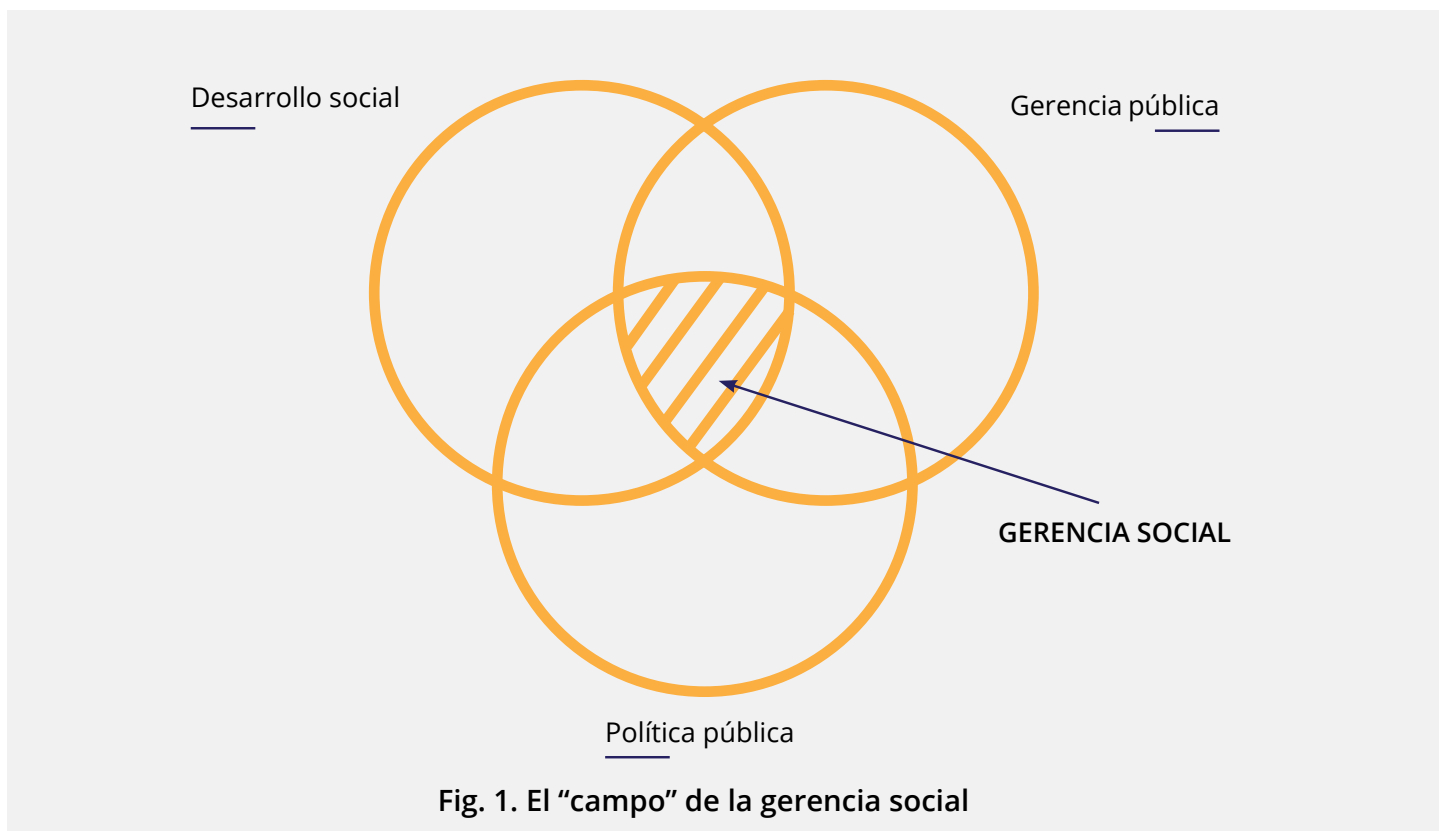 Desarrollo social
Gerencia pública
GERENCIA SOCIAL
Política pública
Fig. 1. El “campo” de la gerencia social